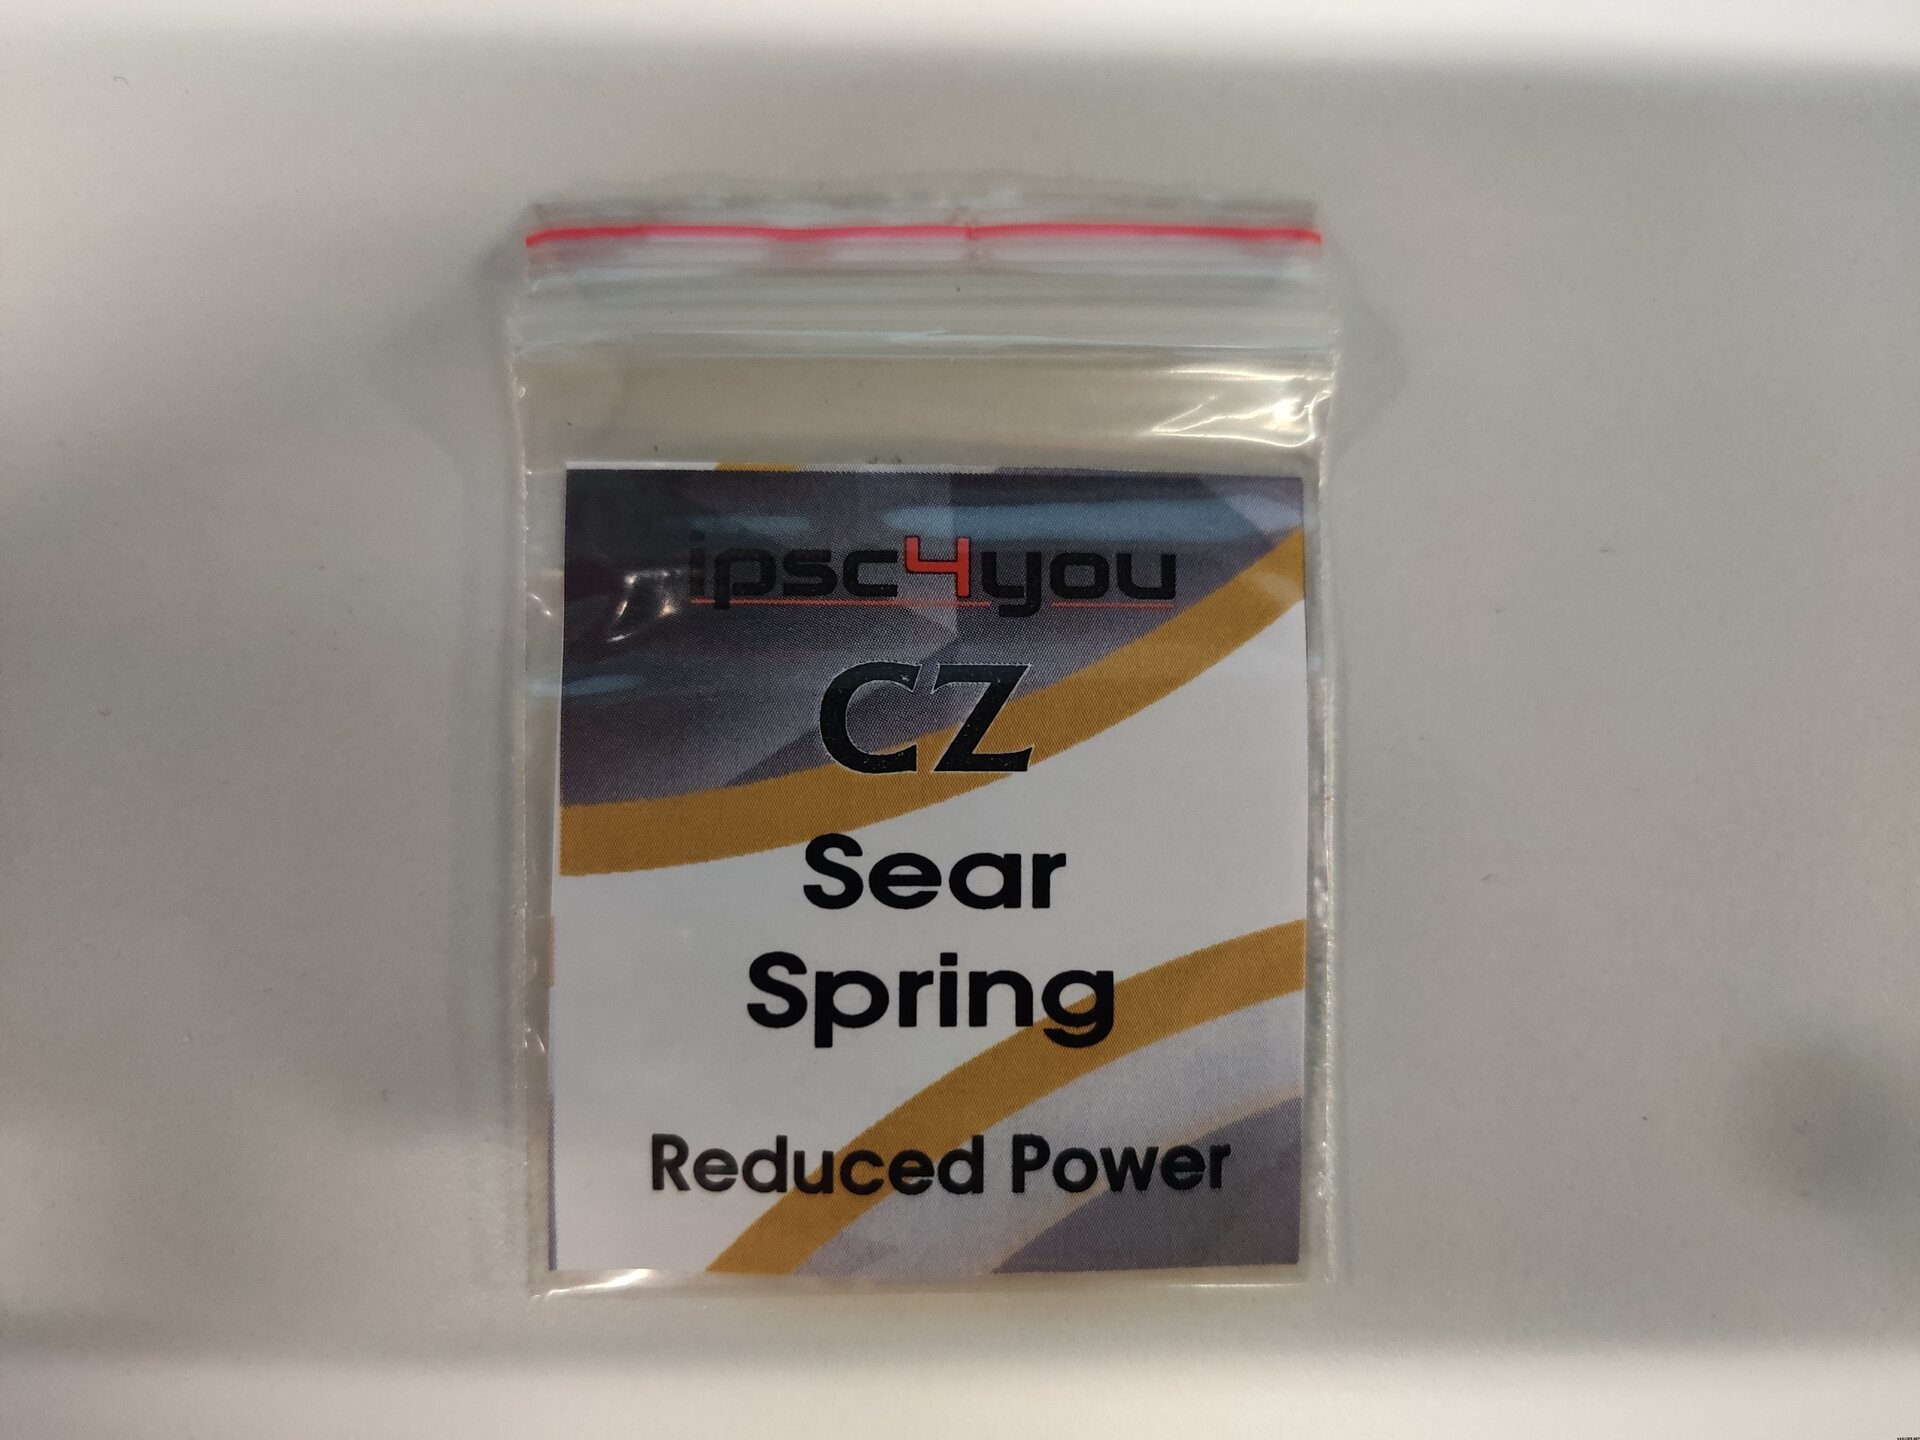 ipsc4you
CZ
Sear
Spring
Reduced Power